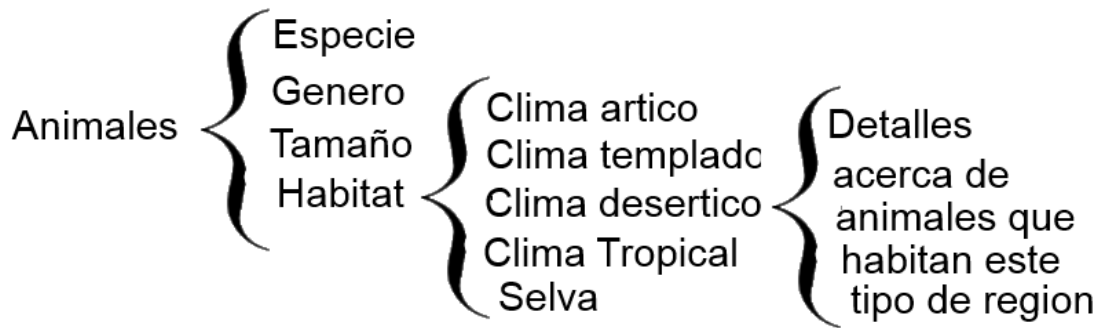 Animales
Especie
Genero
Tamaño
Habitat
Clima artico
Clima templado
Clima desertico
Clima Tropical
Selva
Detalles
acerca de
animales que
habitan este
tipo de region